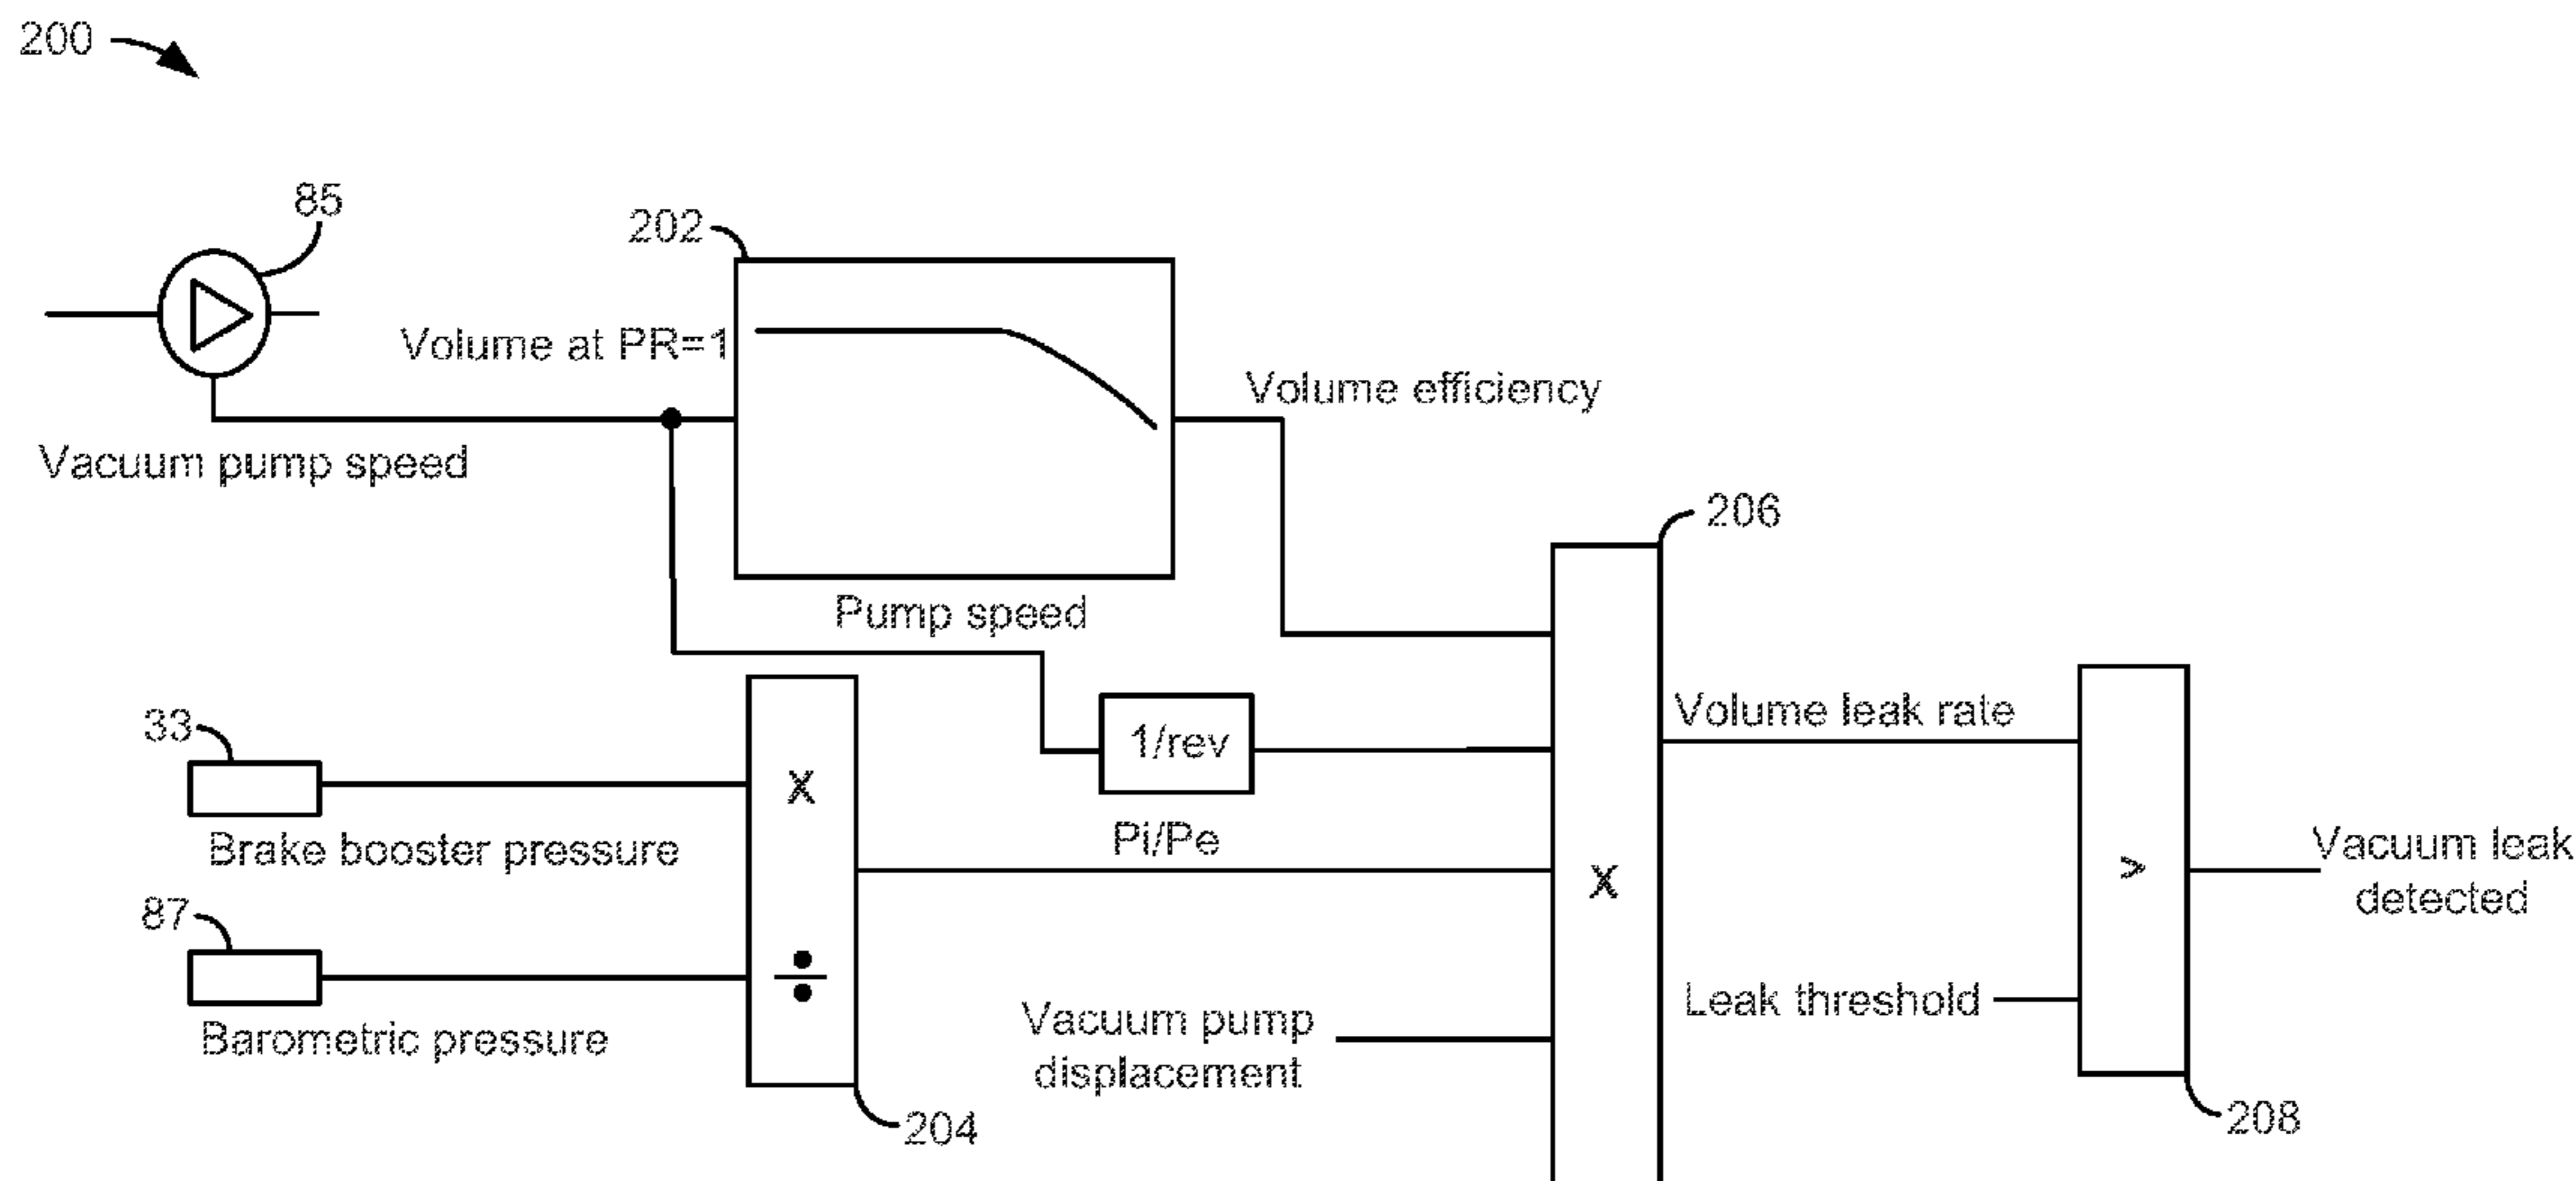 200
85
202
Volume at PR=1
Volume efficiency
Vacuum pump speed
206
Pump speed
Volume leak rate
33
1/rev
X
Brake booster pressure
Pi/Pe
Vacuum leak
detected
>
X
87
÷
Leak threshold
Barometric pressure
Vacuum pump
displacement
204
208